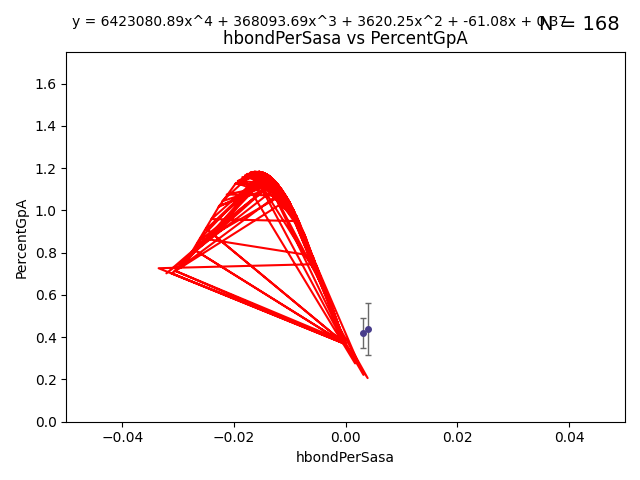 y = 6423080.89x^4 + 368093.69x^3 + 3620.25x^2 + -61.08x + 0.37
N = 168
hbondPerSasa vs PercentGpA
PercentGpA
1.6
1.4
1.2
1.0
0.8
0.6
0.4
0.2
0.0
−0.04 −0.02 0.00 0.02 0.04
hbondPerSasa